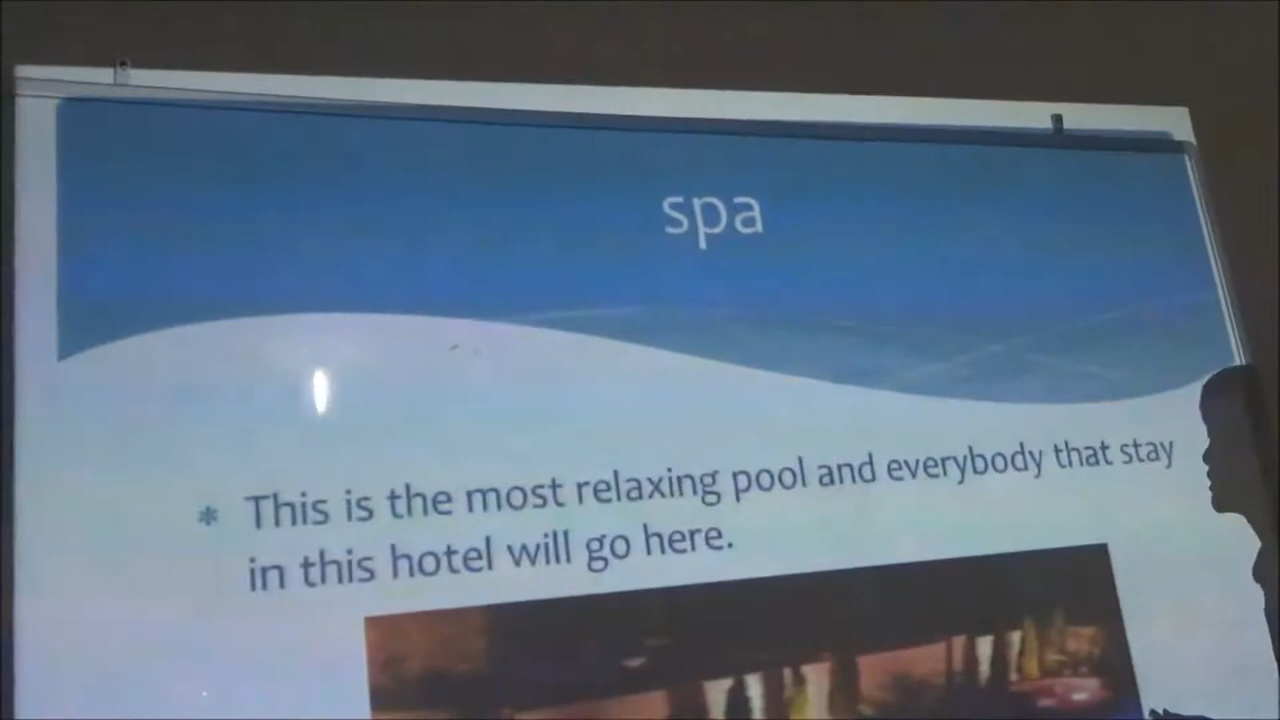 spa
* This is the most relaxing pool and everybody that stay
in this hotel will go here.